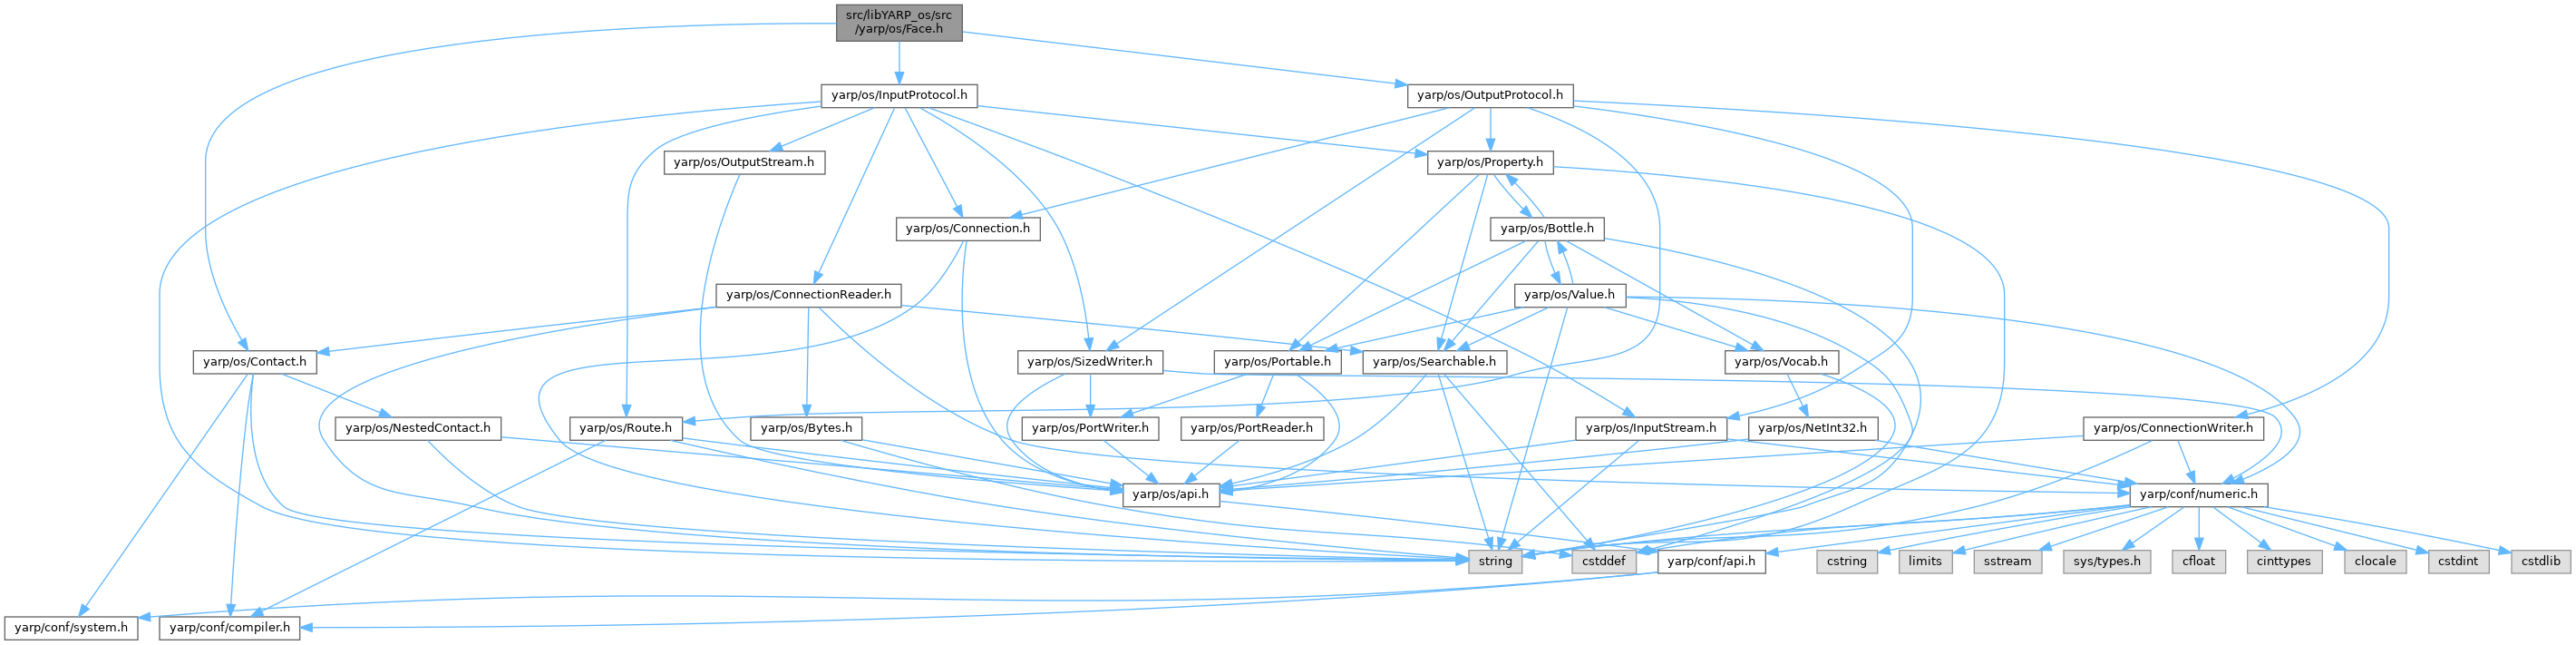 src/libYARP_os/src
/yarp/os/Face.h
yarp/os/InputProtocol.h
yarp/os/OutputProtocol.h
yarp/os/OutputStream.h
yarp/os/Property.h
yarp/os/Connection.h
yarp/os/Bottle.h
yarp/os/ConnectionReader.h
yarp/os/Value.h
yarp/os/Contact.h
yarp/os/SizedWriter.h
yarp/os/Portable.h
yarp/os/Searchable.h
yarp/os/Vocab.h
yarp/os/NestedContact.h
yarp/os/Route.h
yarp/os/Bytes.h
yarp/os/PortWriter.h
yarp/os/PortReader.h
yarp/os/InputStream.h
yarp/os/NetInt32.h
yarp/os/ConnectionWriter.h
yarp/os/api.h
yarp/conf/numeric.h
string
cstddef
yarp/conf/api.h
cstring
limits
sstream
sys/types.h
cfloat
cinttypes
clocale
cstdint
cstdlib
yarp/conf/system.h
yarp/conf/compiler.h